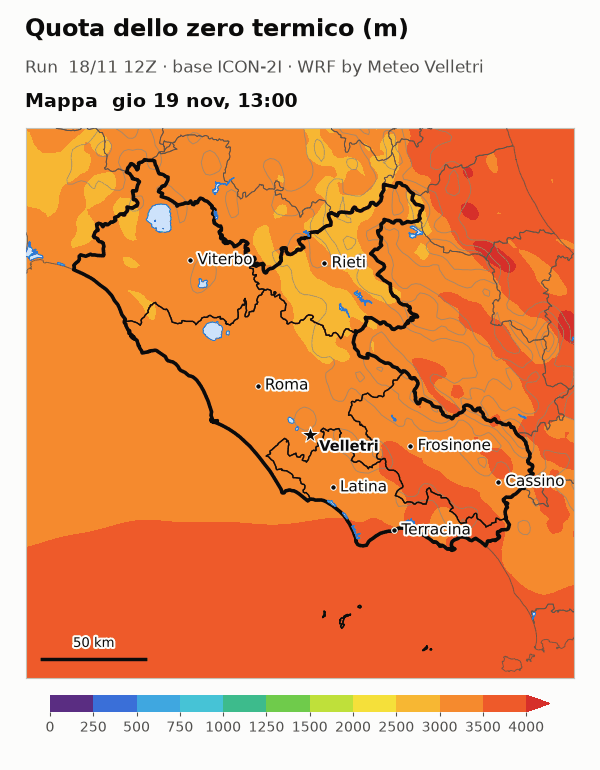 Quota dello zero termico (m)
Run  18/11 12Z · base ICON-2I · WRF by Meteo Velletri
Mappa  gio 19 nov, 13:00
Viterbo
Rieti
Roma
Velletri
Frosinone
Latina
Cassino
Terracina
50 km
0 250 500 750 1000 1250 1500 2000 2500 3000 3500 4000